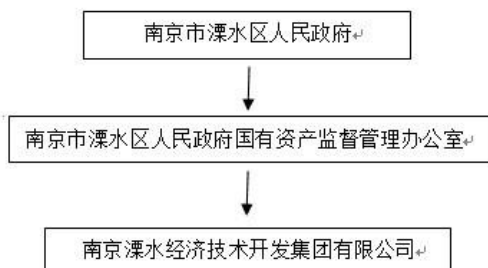 南京市溧水区人民政府
南京市溧水区人民政府国有资产监督管理办公室
南京溧水经济技术开发集团有限公司